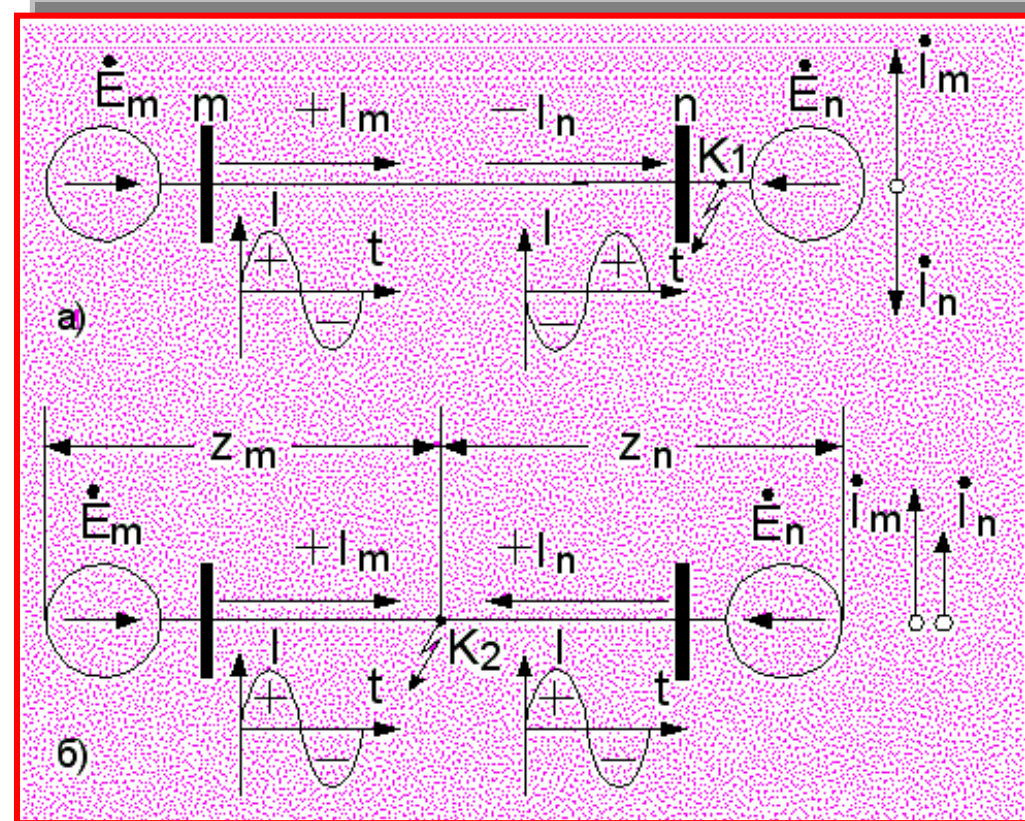 Ėm m +Im −In n Ėn İm
K1
I t I t
+ +
− −
İn
а)
zm zn
Ėm +Im +In Ėn İm İn
K2
I t I t
+ +
− −
б)